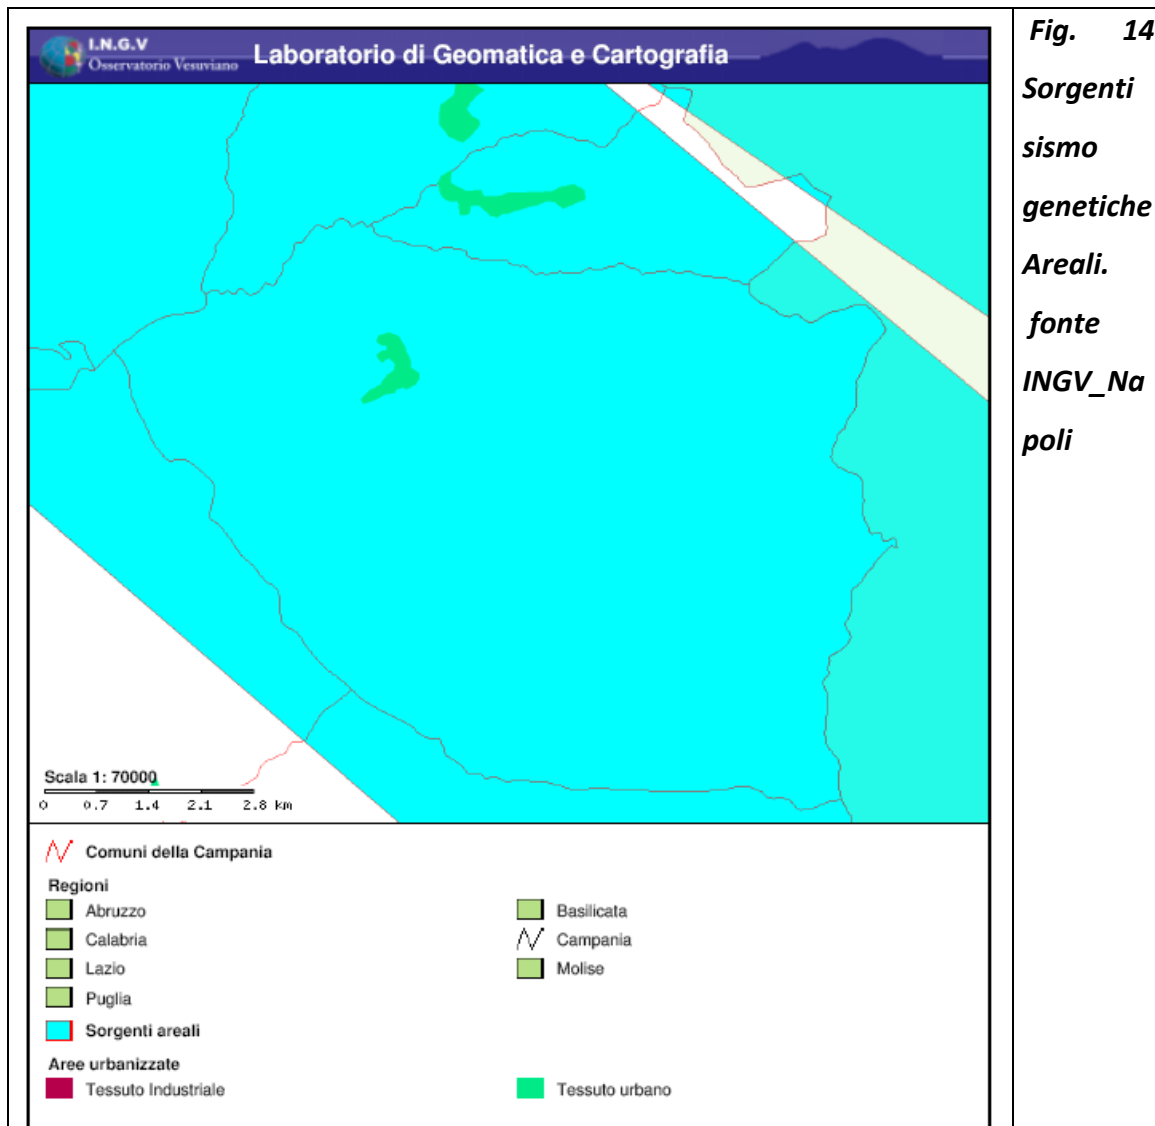 I.N.G.V
Osservatorio Vesuviano
Laboratorio di Geomatica e Cartografia
Fig. 14
Sorgenti
sismo
genetiche
Areali.
fonte
INGV_Na
poli
Scala 1: 70000
0 0.7 1.4 2.1 2.8 km
Comuni della Campania
Regioni
Abruzzo
Basilicata
Calabria
Campania
Lazio
Molise
Puglia
Sorgenti areali
Aree urbanizzate
Tessuto Industriale
Tessuto urbano